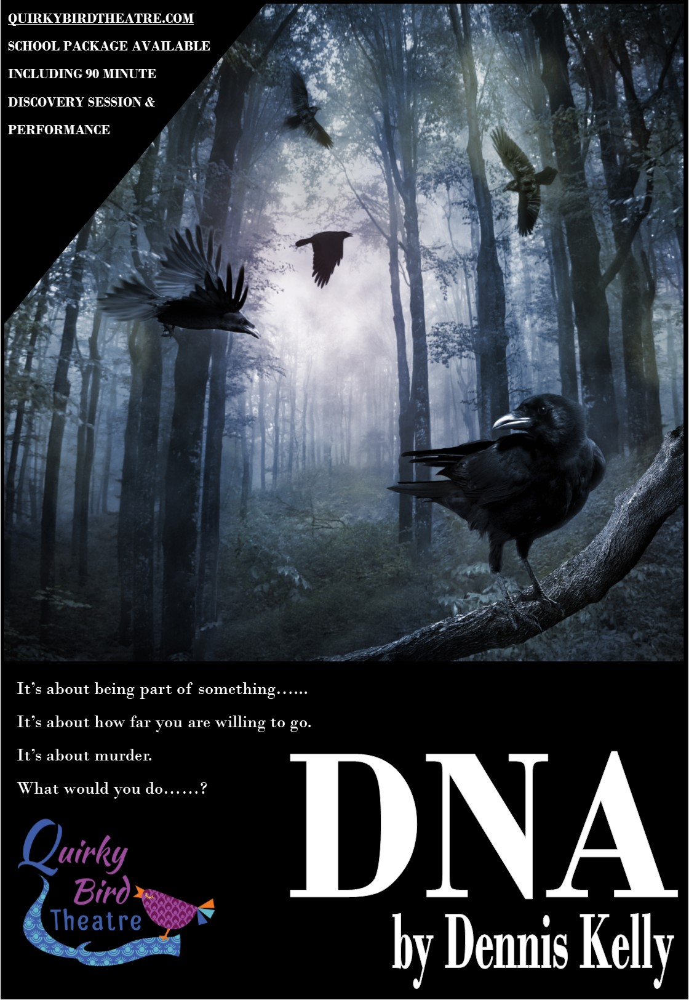 QUIRKYBIRDTHEATRE.COM
SCHOOL PACKAGE AVAILABLE
INCLUDING 90 MINUTE
DISCOVERY SESSION &
PERFORMANCE
It’s about being part of something…...
It’s about how far you are willing to go.
It’s about murder.
What would you do……?
DNA
by Dennis Kelly
Quirky
Bird
Theatre